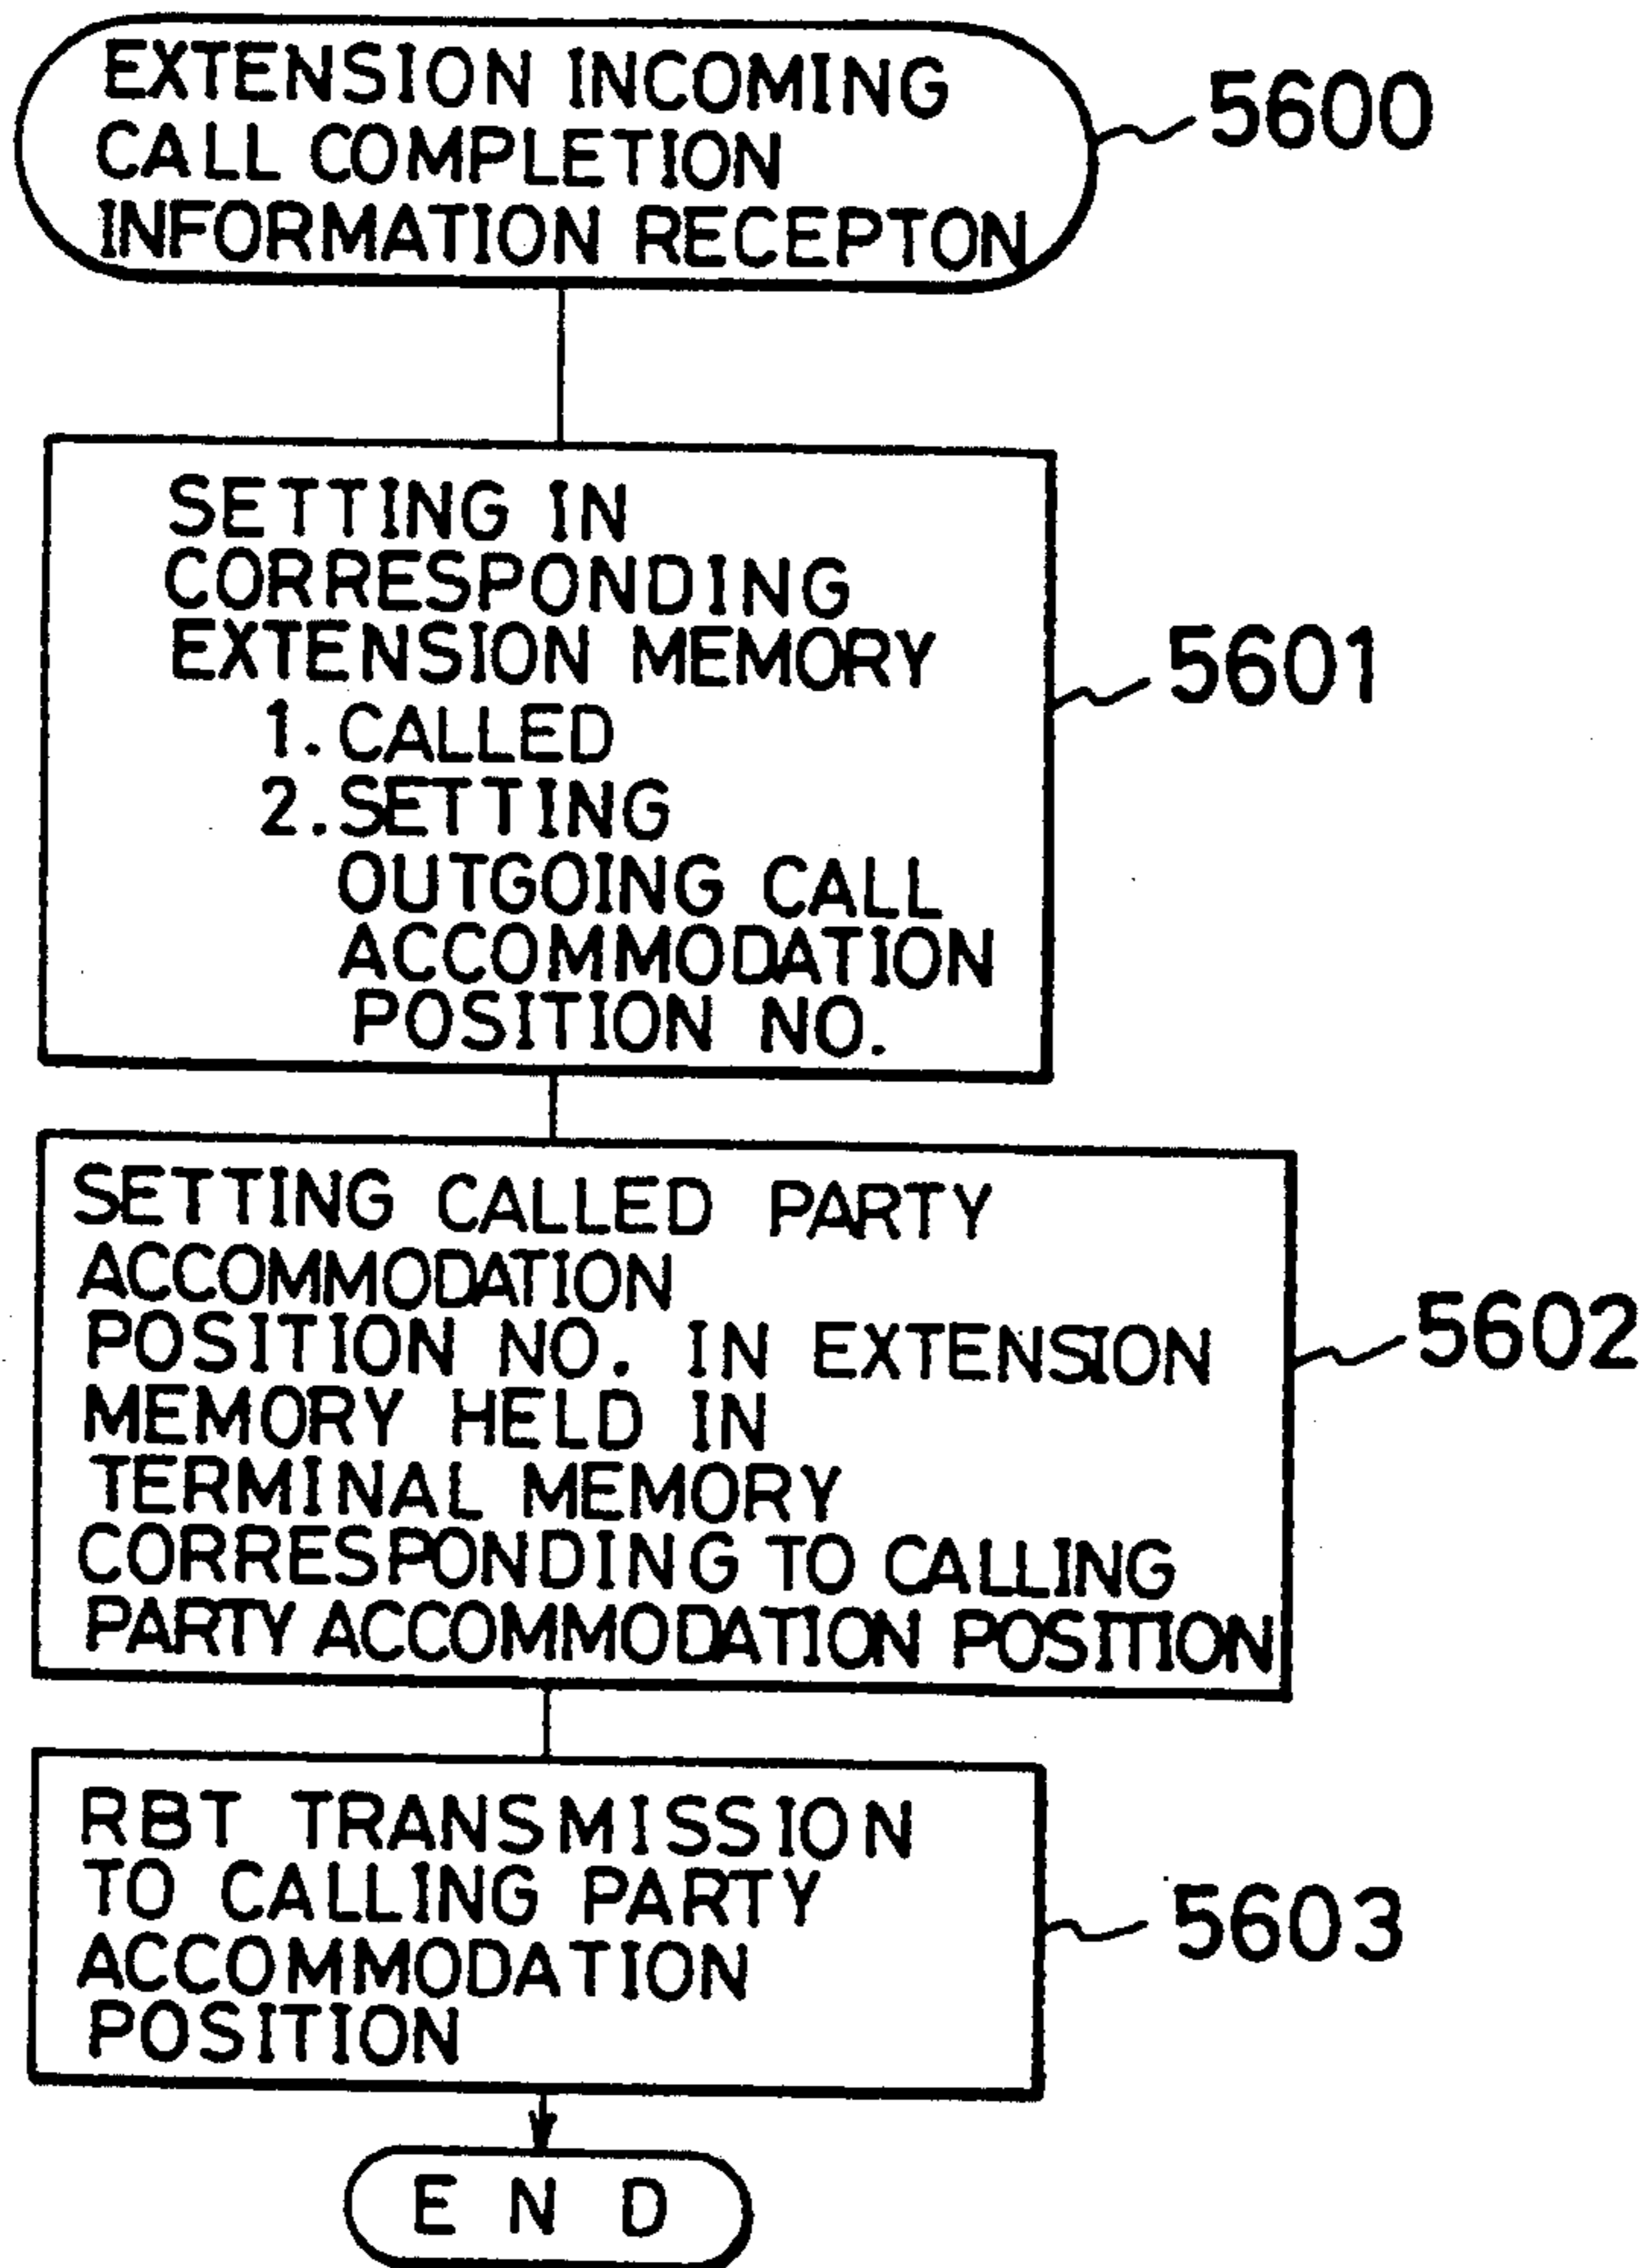 EXTENSION INCOMING
CALL COMPLETION
INFORMATION RECEPTON
5600
SETTING IN
CORRESPONDING
EXTENSION MEMORY
1. CALLED
2. SETTING
OUTGOING CALL
ACCOMMODATION
POSITION NO.
5601
SETTING CALLED PARTY
ACCOMMODATION
POSITION NO. IN EXTENSION
MEMORY HELD IN
TERMINAL MEMORY
CORRESPONDING TO CALLING
PARTY ACCOMMODATION POSITION
5602
RBT TRANSMISSION
TO CALLING PARTY
ACCOMMODATION
POSITION
5603
END